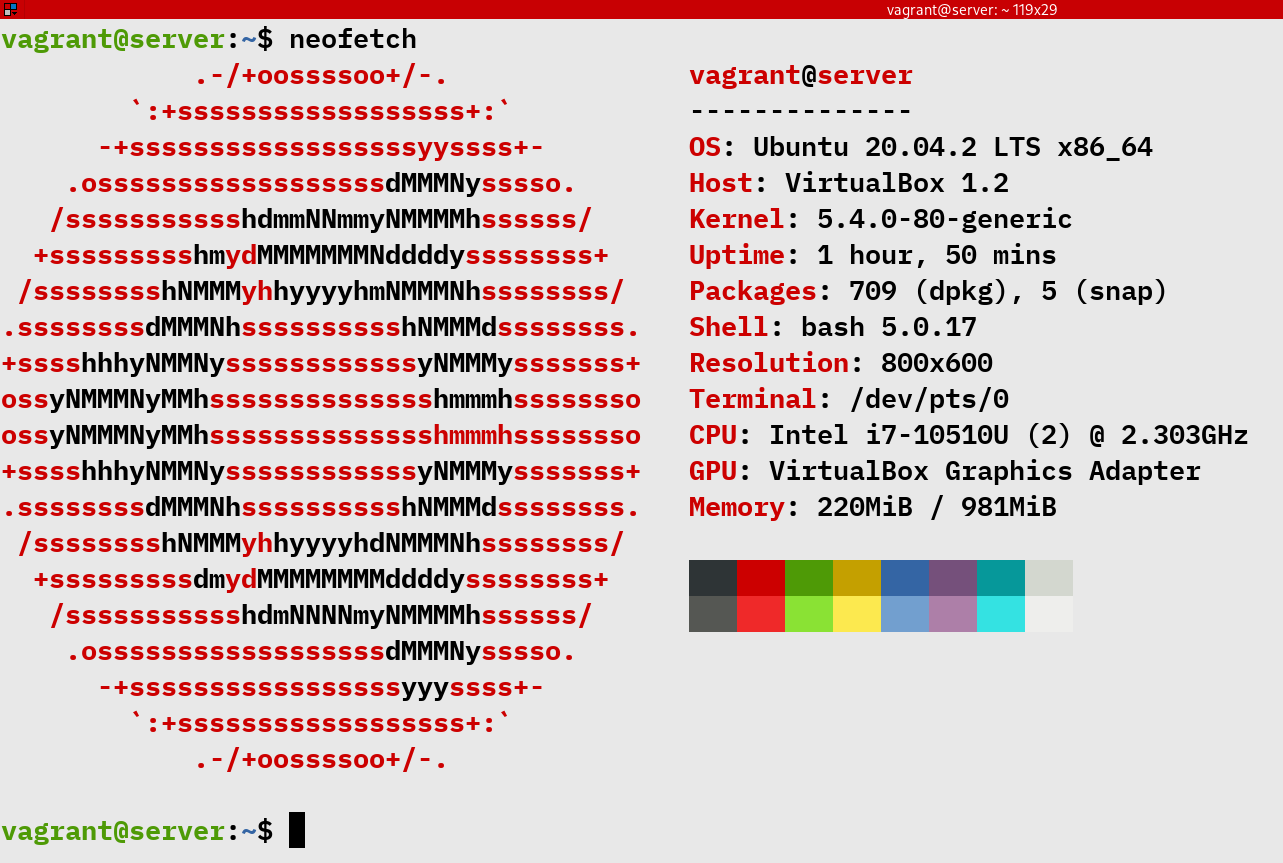 vagrant@server: ~ 119x29
vagrant@server:~$ neofetch
            .-/+oossssoo+/-.               vagrant@server
        `:+ssssssssssssssssss+:`           --------------
      -+ssssssssssssssssssyyssss+-         OS: Ubuntu 20.04.2 LTS x86_64
    .ossssssssssssssssssdMMMNysssso.       Host: VirtualBox 1.2
   /ssssssssssshdmmNNmmyNMMMMhssssss/      Kernel: 5.4.0-80-generic
  +ssssssssshmydMMMMMMMNddddyssssssss+     Uptime: 1 hour, 50 mins
 /sssssssshNMMMyhhyyyyhmNMMMNhssssssss/    Packages: 709 (dpkg), 5 (snap)
.ssssssssdMMMNhsssssssssshNMMMdssssssss.   Shell: bash 5.0.17
+sssshhhyNMMNyssssssssssssyNMMMysssssss+   Resolution: 800x600
ossyNMMMNyMMhsssssssssssssshmmmhssssssso   Terminal: /dev/pts/0
ossyNMMMNyMMhsssssssssssssshmmmhssssssso   CPU: Intel i7-10510U (2) @ 2.303GHz
+sssshhhyNMMNyssssssssssssyNMMMysssssss+   GPU: VirtualBox Graphics Adapter
.ssssssssdMMMNhsssssssssshNMMMdssssssss.   Memory: 220MiB / 981MiB
 /sssssssshNMMMyhhyyyyhdNMMMNhssssssss/
  +sssssssssdmydMMMMMMMMddddyssssssss+
   /ssssssssssshdmNNNNmyNMMMMhssssss/
    .ossssssssssssssssssdMMMNysssso.
      -+sssssssssssssssssyyyssss+-
        `:+ssssssssssssssssss+:`
            .-/+oossssoo+/-.
vagrant@server:~$